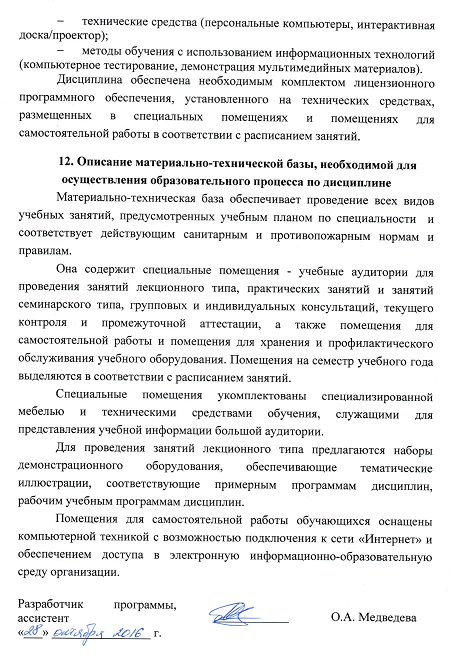 − технические средства (персональные компьютеры, интерактивная
доска/проектор);
− методы обучения с использованием информационных технологий
(компьютерное тестирование, демонстрация мультимедийных материалов).
Дисциплина обеспечена необходимым комплектом лицензионного
программного обеспечения, установленного на технических средствах,
размещенных в специальных помещениях и помещениях для
самостоятельной работы в соответствии с расписанием занятий.
12. Описание материально-технической базы, необходимой для
осуществления образовательного процесса по дисциплине
Материально-техническая база обеспечивает проведение всех видов
учебных занятий, предусмотренных учебным планом по специальности и
соответствует действующим санитарным и противопожарным нормам и
правилам.
Она содержит специальные помещения - учебные аудитории для
проведения занятий лекционного типа, практических занятий и занятий
семинарского типа, групповых и индивидуальных консультаций, текущего
контроля и промежуточной аттестации, а также помещения для
самостоятельной работы и помещения для хранения и профилактического
обслуживания учебного оборудования. Помещения на семестр учебного года
выделяются в соответствии с расписанием занятий.
Специальные помещения укомплектованы специализированной
мебелью и техническими средствами обучения, служащими для
представления учебной информации большой аудитории.
Для проведения занятий лекционного типа предлагаются наборы
демонстрационного оборудования, обеспечивающие тематические
иллюстрации, соответствующие примерным программам дисциплин,
рабочим учебным программам дисциплин.
Помещения для самостоятельной работы обучающихся оснащены
компьютерной техникой с возможностью подключения к сети «Интернет» и
обеспечением доступа в электронную информационно-образовательную
среду организации.
Разработчик программы,
ассистент О.А. Медведева
«28» октября 2016 г.